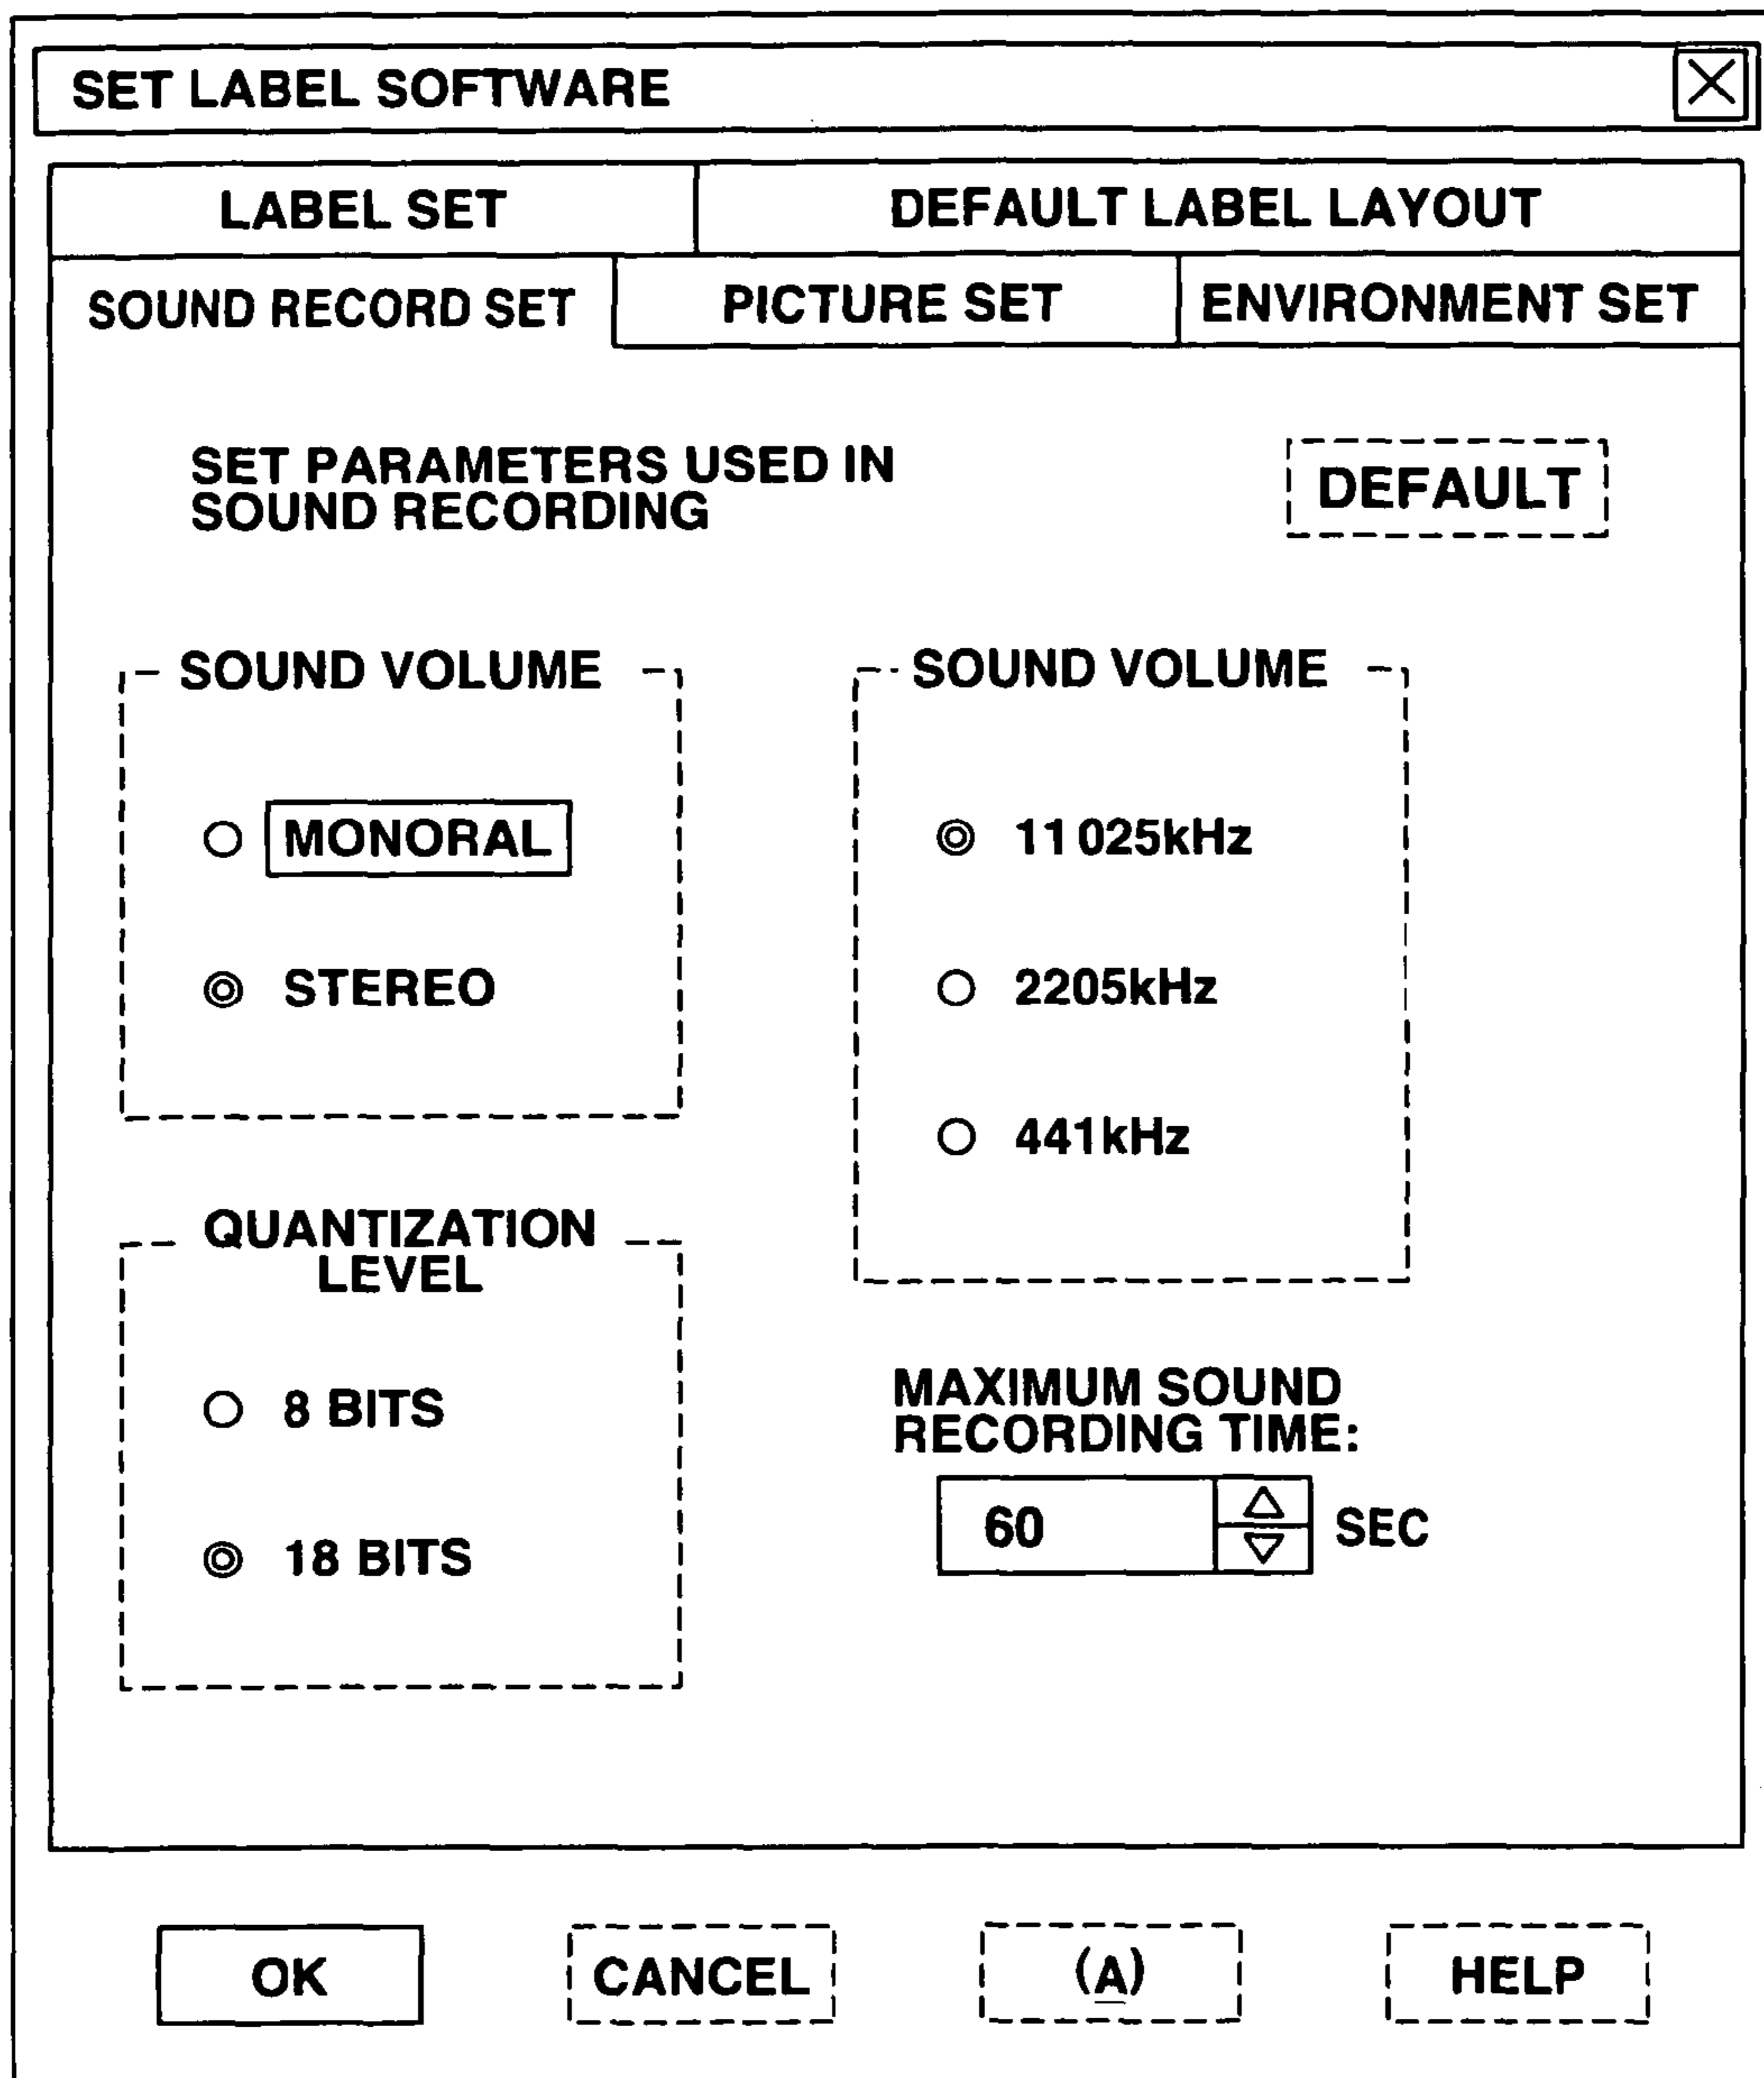 SET LABEL SOFTWARE
LABEL SET
DEFAULT LABEL LAYOUT
SOUND RECORD SET
PICTURE SET
ENVIRONMENT SET
SET PARAMETERS USED IN
SOUND RECORDING
DEFAULT
SOUND VOLUME
MONORAL
STEREO
SOUND VOLUME
11 025kHz
2205kHz
441kHz
QUANTIZATION
LEVEL
8 BITS
18 BITS
MAXIMUM SOUND
RECORDING TIME:
60
SEC
OK
CANCEL
(A)
HELP